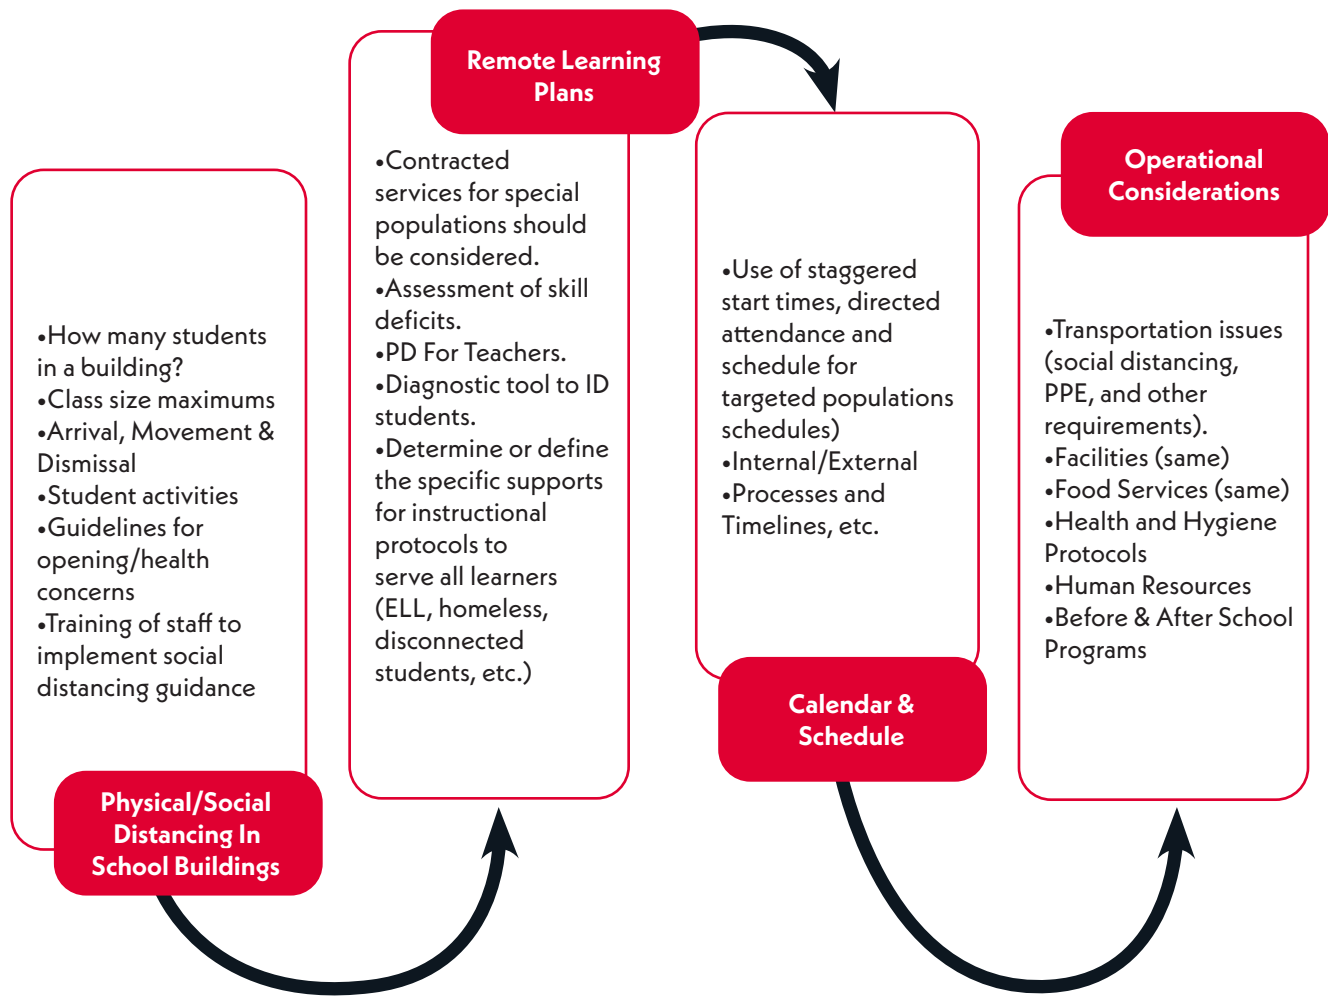 •How many students
in a building?
•Class size maximums
•Arrival, Movement &
Dismissal
•Student activities
•Guidelines for
opening/health
concerns
•Training of staff to
implement social
distancing guidance
Physical/Social
Distancing In
School Buildings
Remote Learning
Plans
•Contracted
services for special
populations should
be considered.
•Assessment of skill
deficits.
•PD For Teachers.
•Diagnostic tool to ID
students.
•Determine or define
the specific supports
for instructional
protocols to
serve all learners
(ELL, homeless,
disconnected
students, etc.)
•Use of staggered
start times, directed
attendance and
schedule for
targeted populations
schedules)
•Internal/External
•Processes and
Timelines, etc.
Calendar &
Schedule
Operational
Considerations
•Transportation issues
(social distancing,
PPE, and other
requirements).
•Facilities (same)
•Food Services (same)
•Health and Hygiene
Protocols
•Human Resources
•Before & After School
Programs